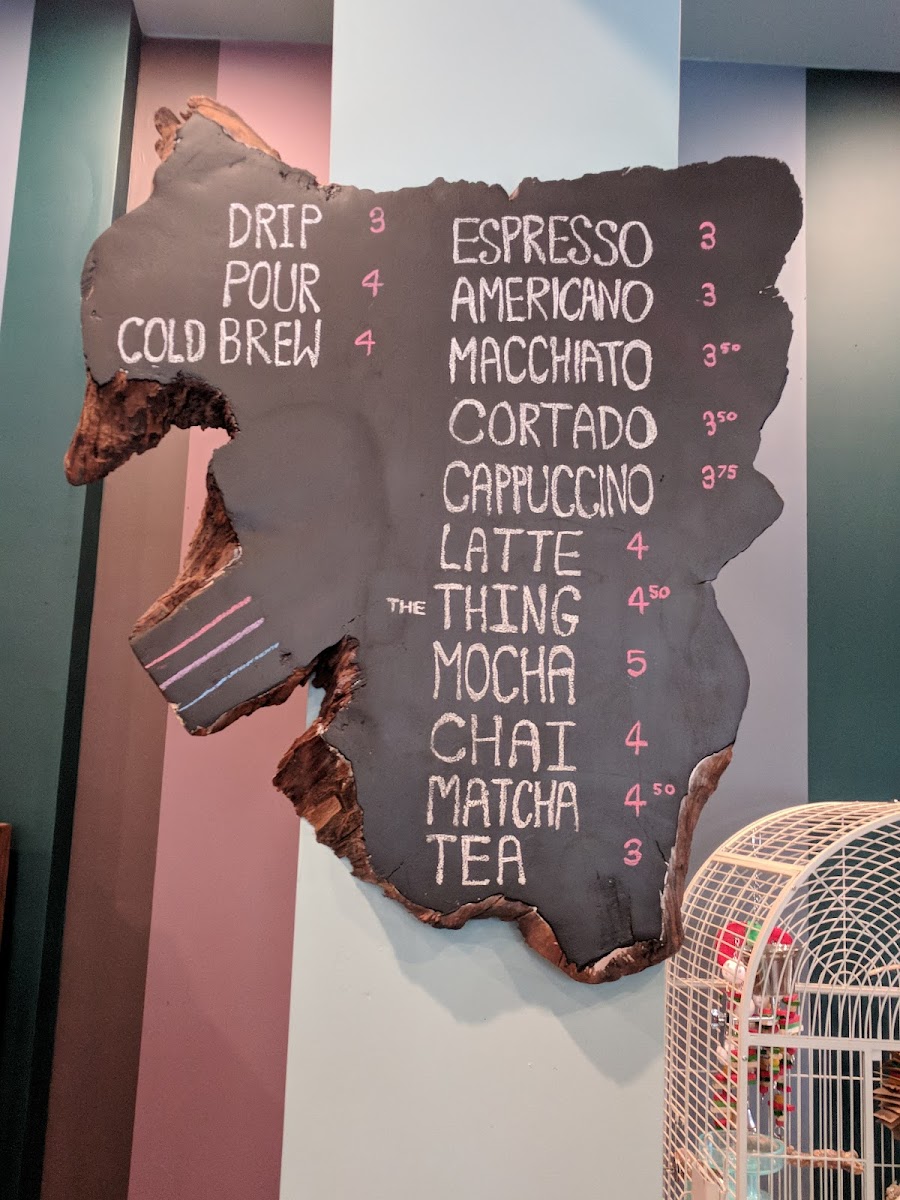 DRIP 3
POUR 4
COLD BREW 4
ESPRESSO 3
AMERICANO 3
MACCHIATO 3⁵⁰
CORTADO 3⁵⁰
CAPPUCCINO 3⁷⁵
LATTE 4
THE THING 4⁵⁰
MOCHA 5
CHAI 4
MATCHA 4⁵⁰
TEA 3